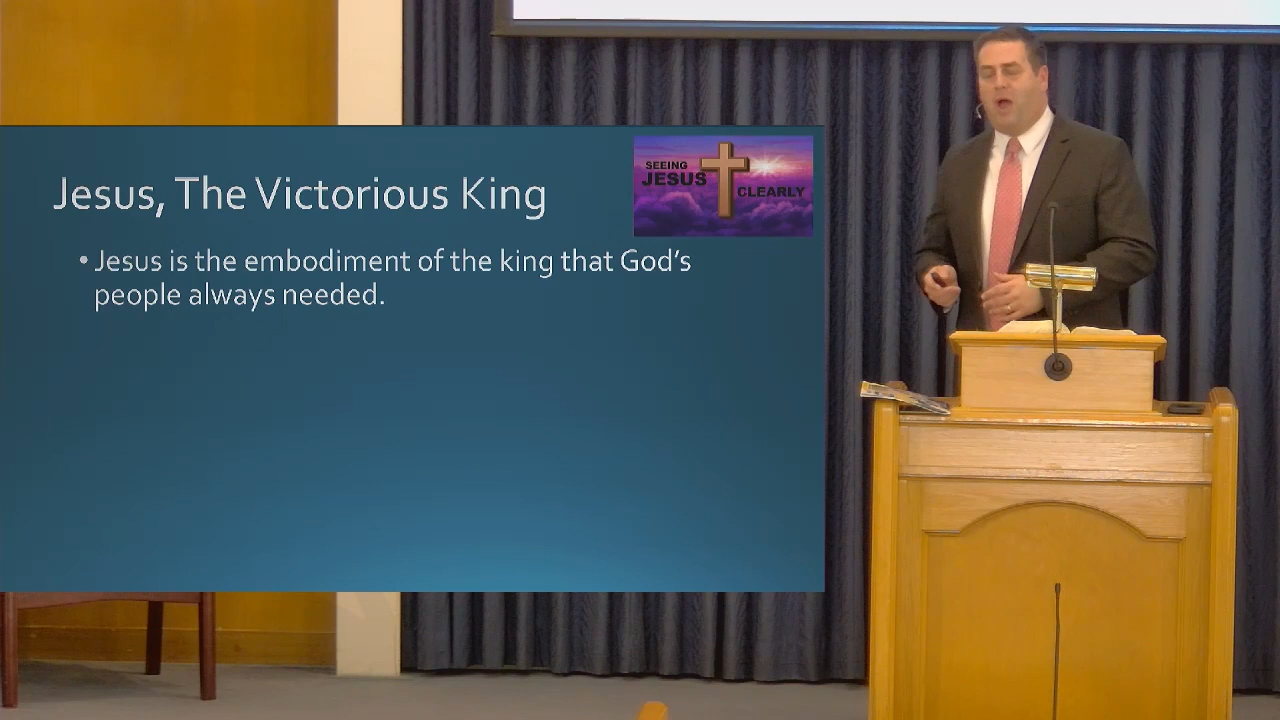 Jesus, The Victorious King
SEEING
JESUS
CLEARLY
• Jesus is the embodiment of the king that God's
people always needed.